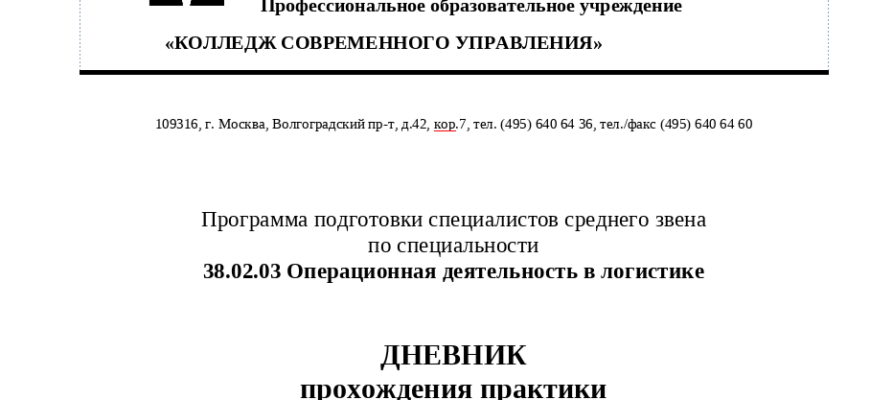 Профессиональное образовательное учреждение
«КОЛЛЕДЖ СОВРЕМЕННОГО УПРАВЛЕНИЯ»
109316, г. Москва, Волгоградский пр-т, д.42, кор.7, тел. (495) 640 64 36, тел./факс (495) 640 64 60
Программа подготовки специалистов среднего звена
по специальности
38.02.03 Операционная деятельность в логистике
ДНЕВНИК
прохождения практики